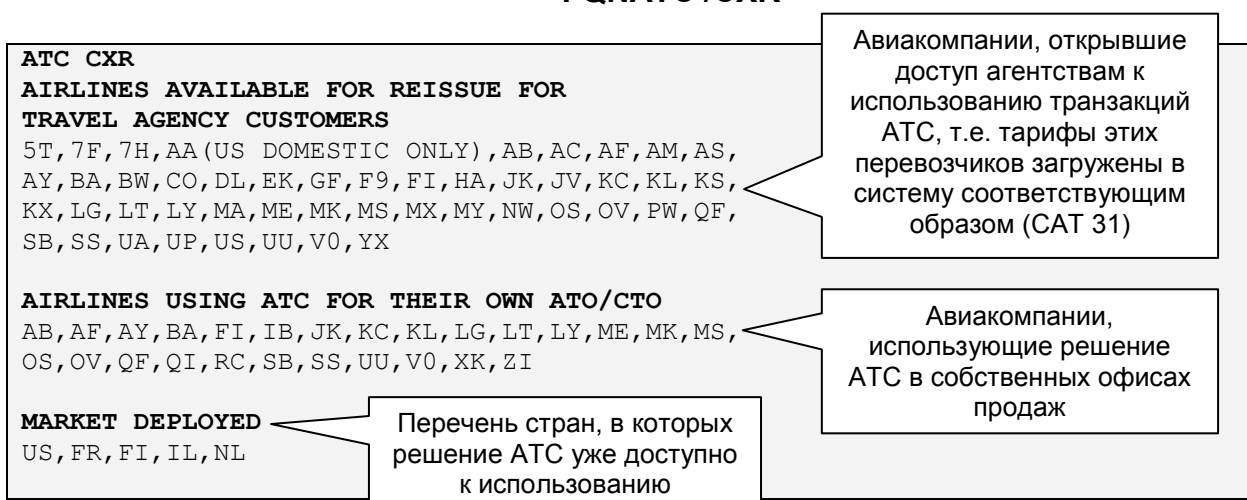 ATC CXR
AIRLINES AVAILABLE FOR REISSUE FOR
TRAVEL AGENCY CUSTOMERS
5T,7F,7H,AA(US DOMESTIC ONLY),AB,AC,AF,AM,AS,
AY,BA,BW,CO,DL,EK,GF,F9,FI,HA,JK,JV,KC,KL,KS,
KX,LG,LT,LY,MA,ME,MK,MS,MX,MY,NW,OS,OV,PW,QF,
SB,SS,UA,UP,US,UU,V0,YX
Авиакомпании, открывшие
доступ агентствам к
использованию транзакций
АТС, т.е. тарифы этих
перевозчиков загружены в
систему соответствующим
образом (САТ 31)
AIRLINES USING ATC FOR THEIR OWN ATO/CTO
AB,AF,AY,BA,FI,IB,JK,KC,KL,LG,LT,LY,ME,MK,MS,
OS,OV,QF,QI,RC,SB,SS,UU,V0,XK,ZI
Авиакомпании,
использующие решение
АТС в собственных офисах
продаж
MARKET DEPLOYED
US,FR,FI,IL,NL
Перечень стран, в которых
решение АТС уже доступно
к использованию